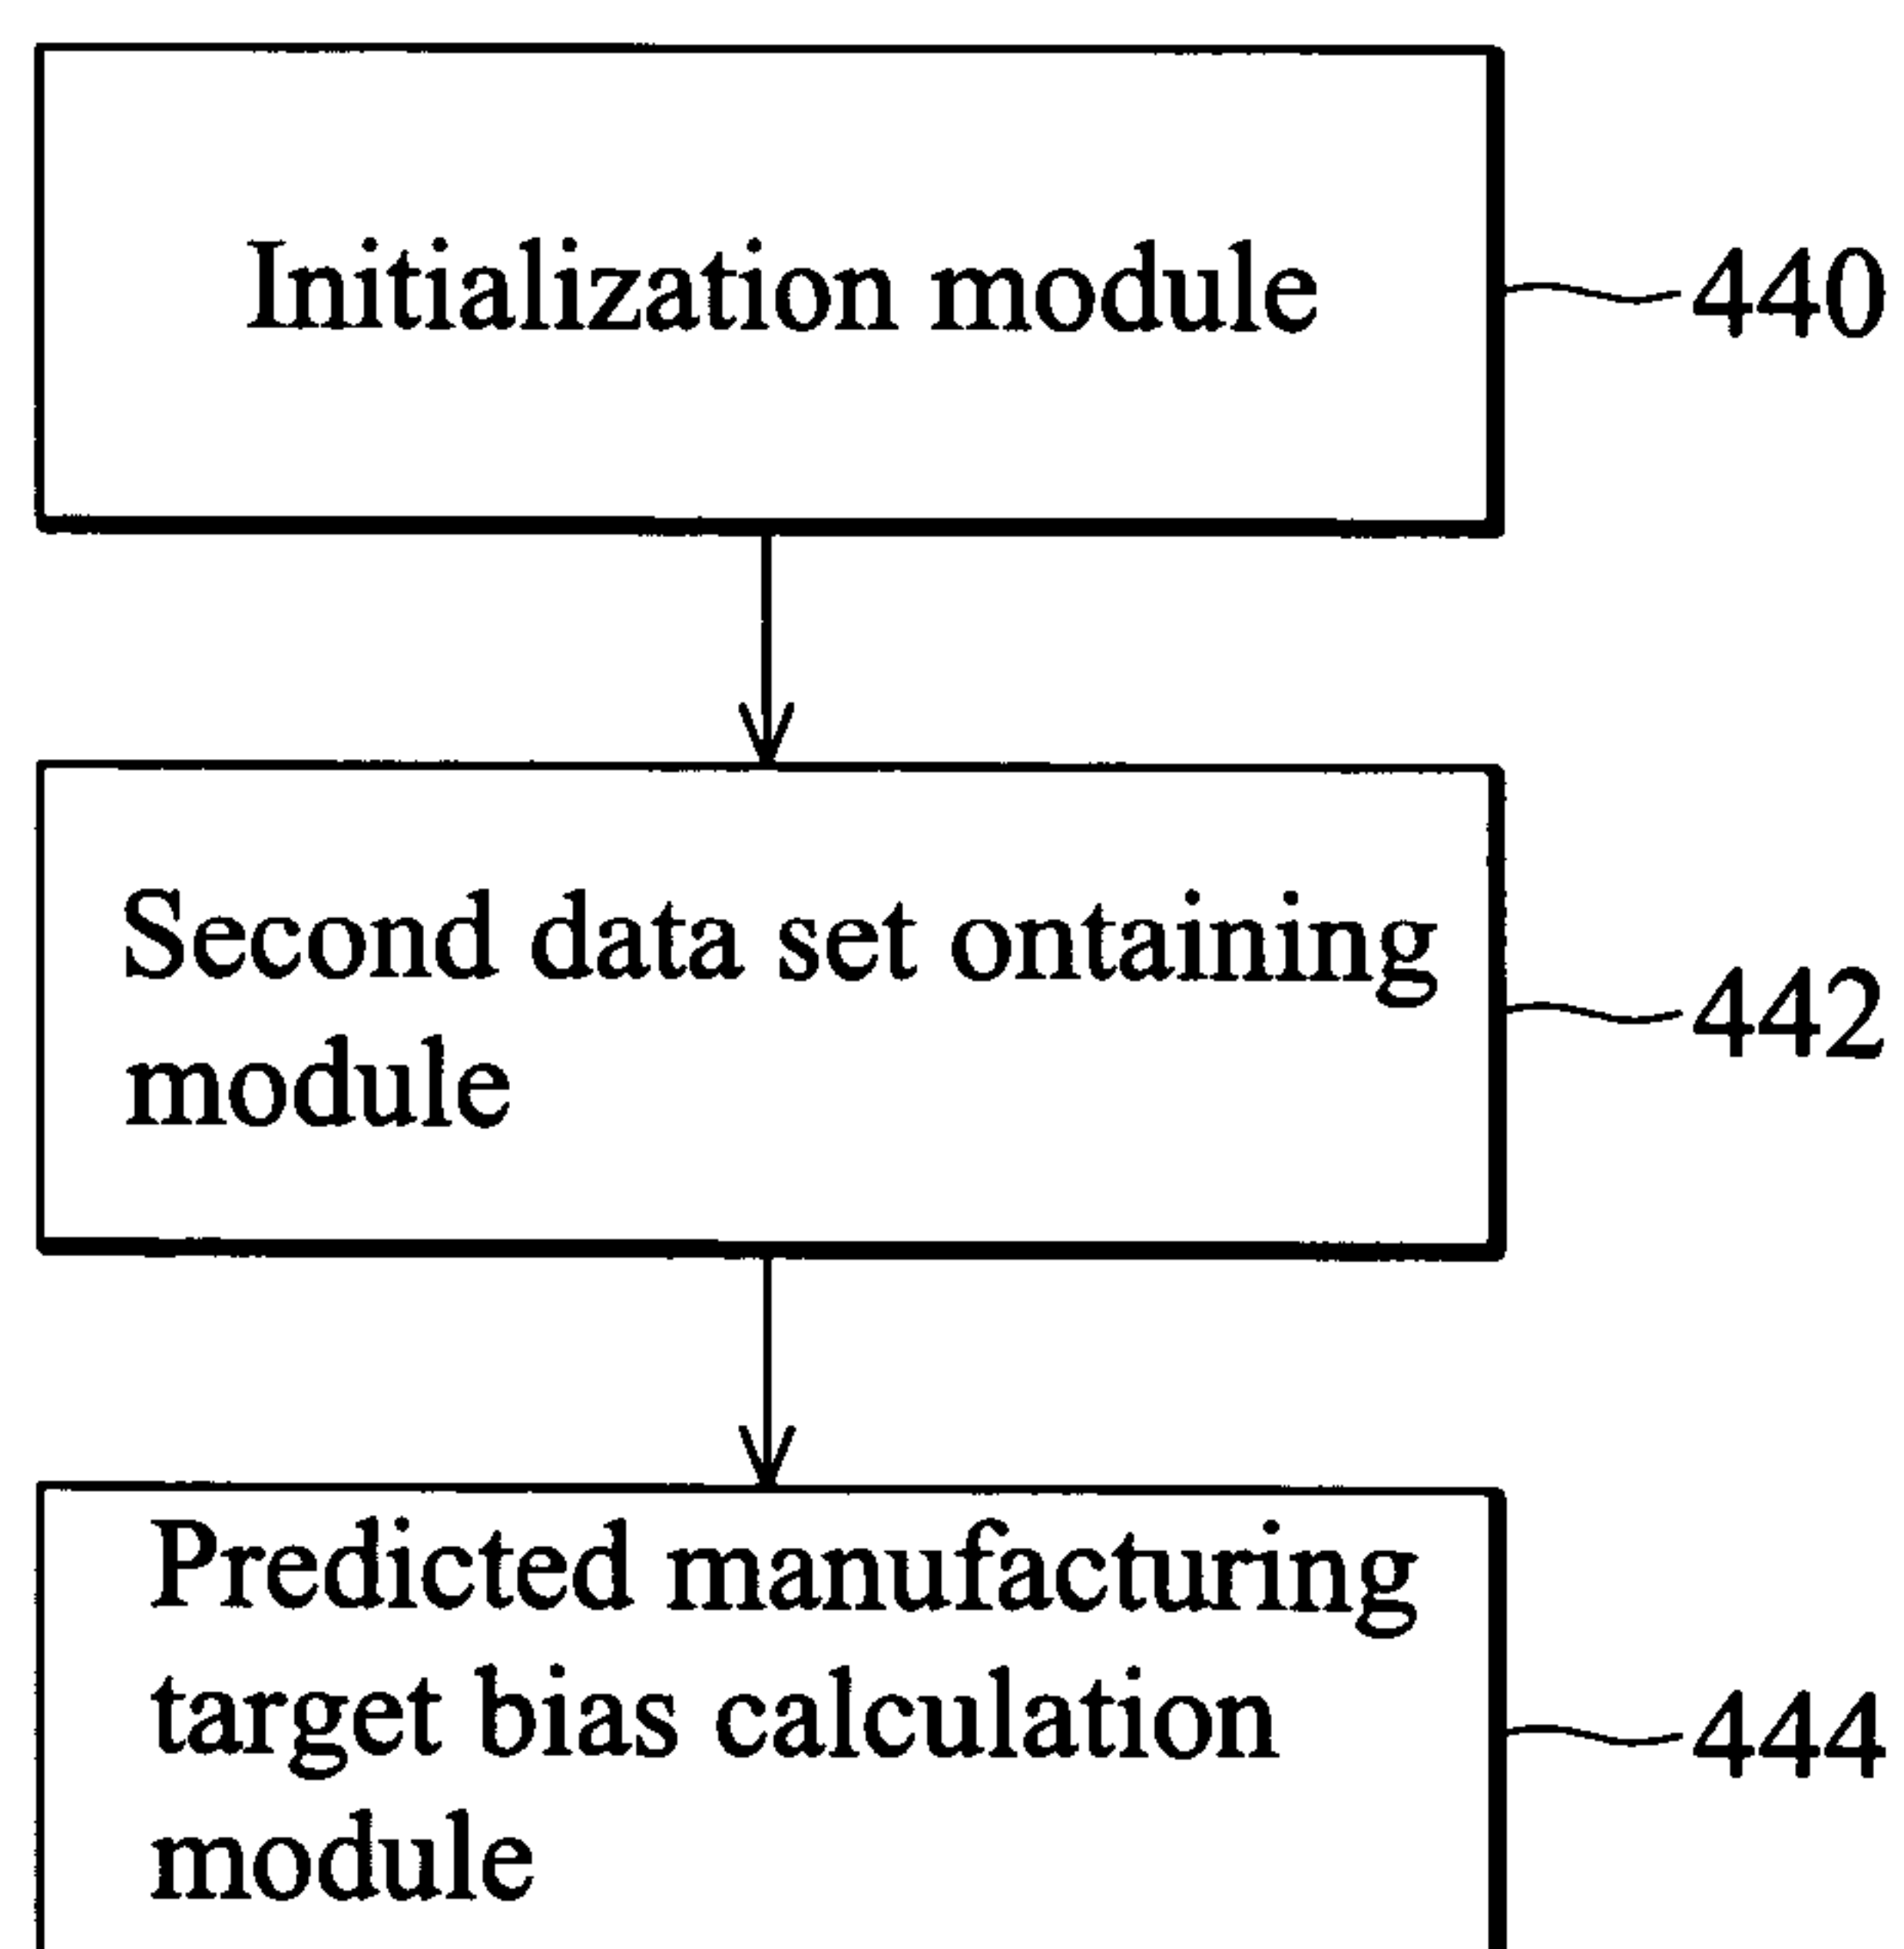 Initialization module
440
Second data set ontaining
module
442
Predicted manufacturing
target bias calculation
module
444